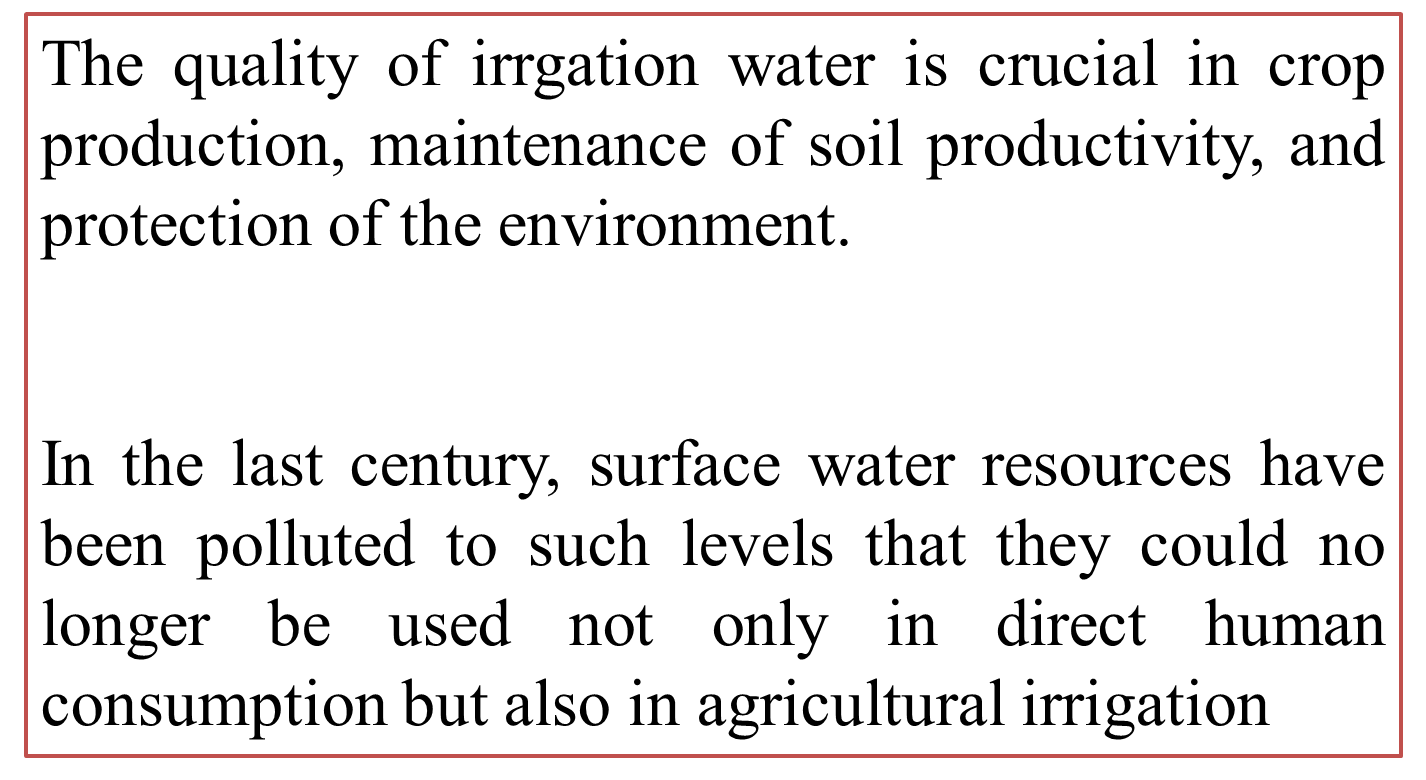 The quality of irrgation water is crucial in crop
production, maintenance of soil productivity, and
protection of the environment.
In the last century, surface water resources have
been polluted to such levels that they could no
longer be used not only in direct human
consumption but also in agricultural irrigation